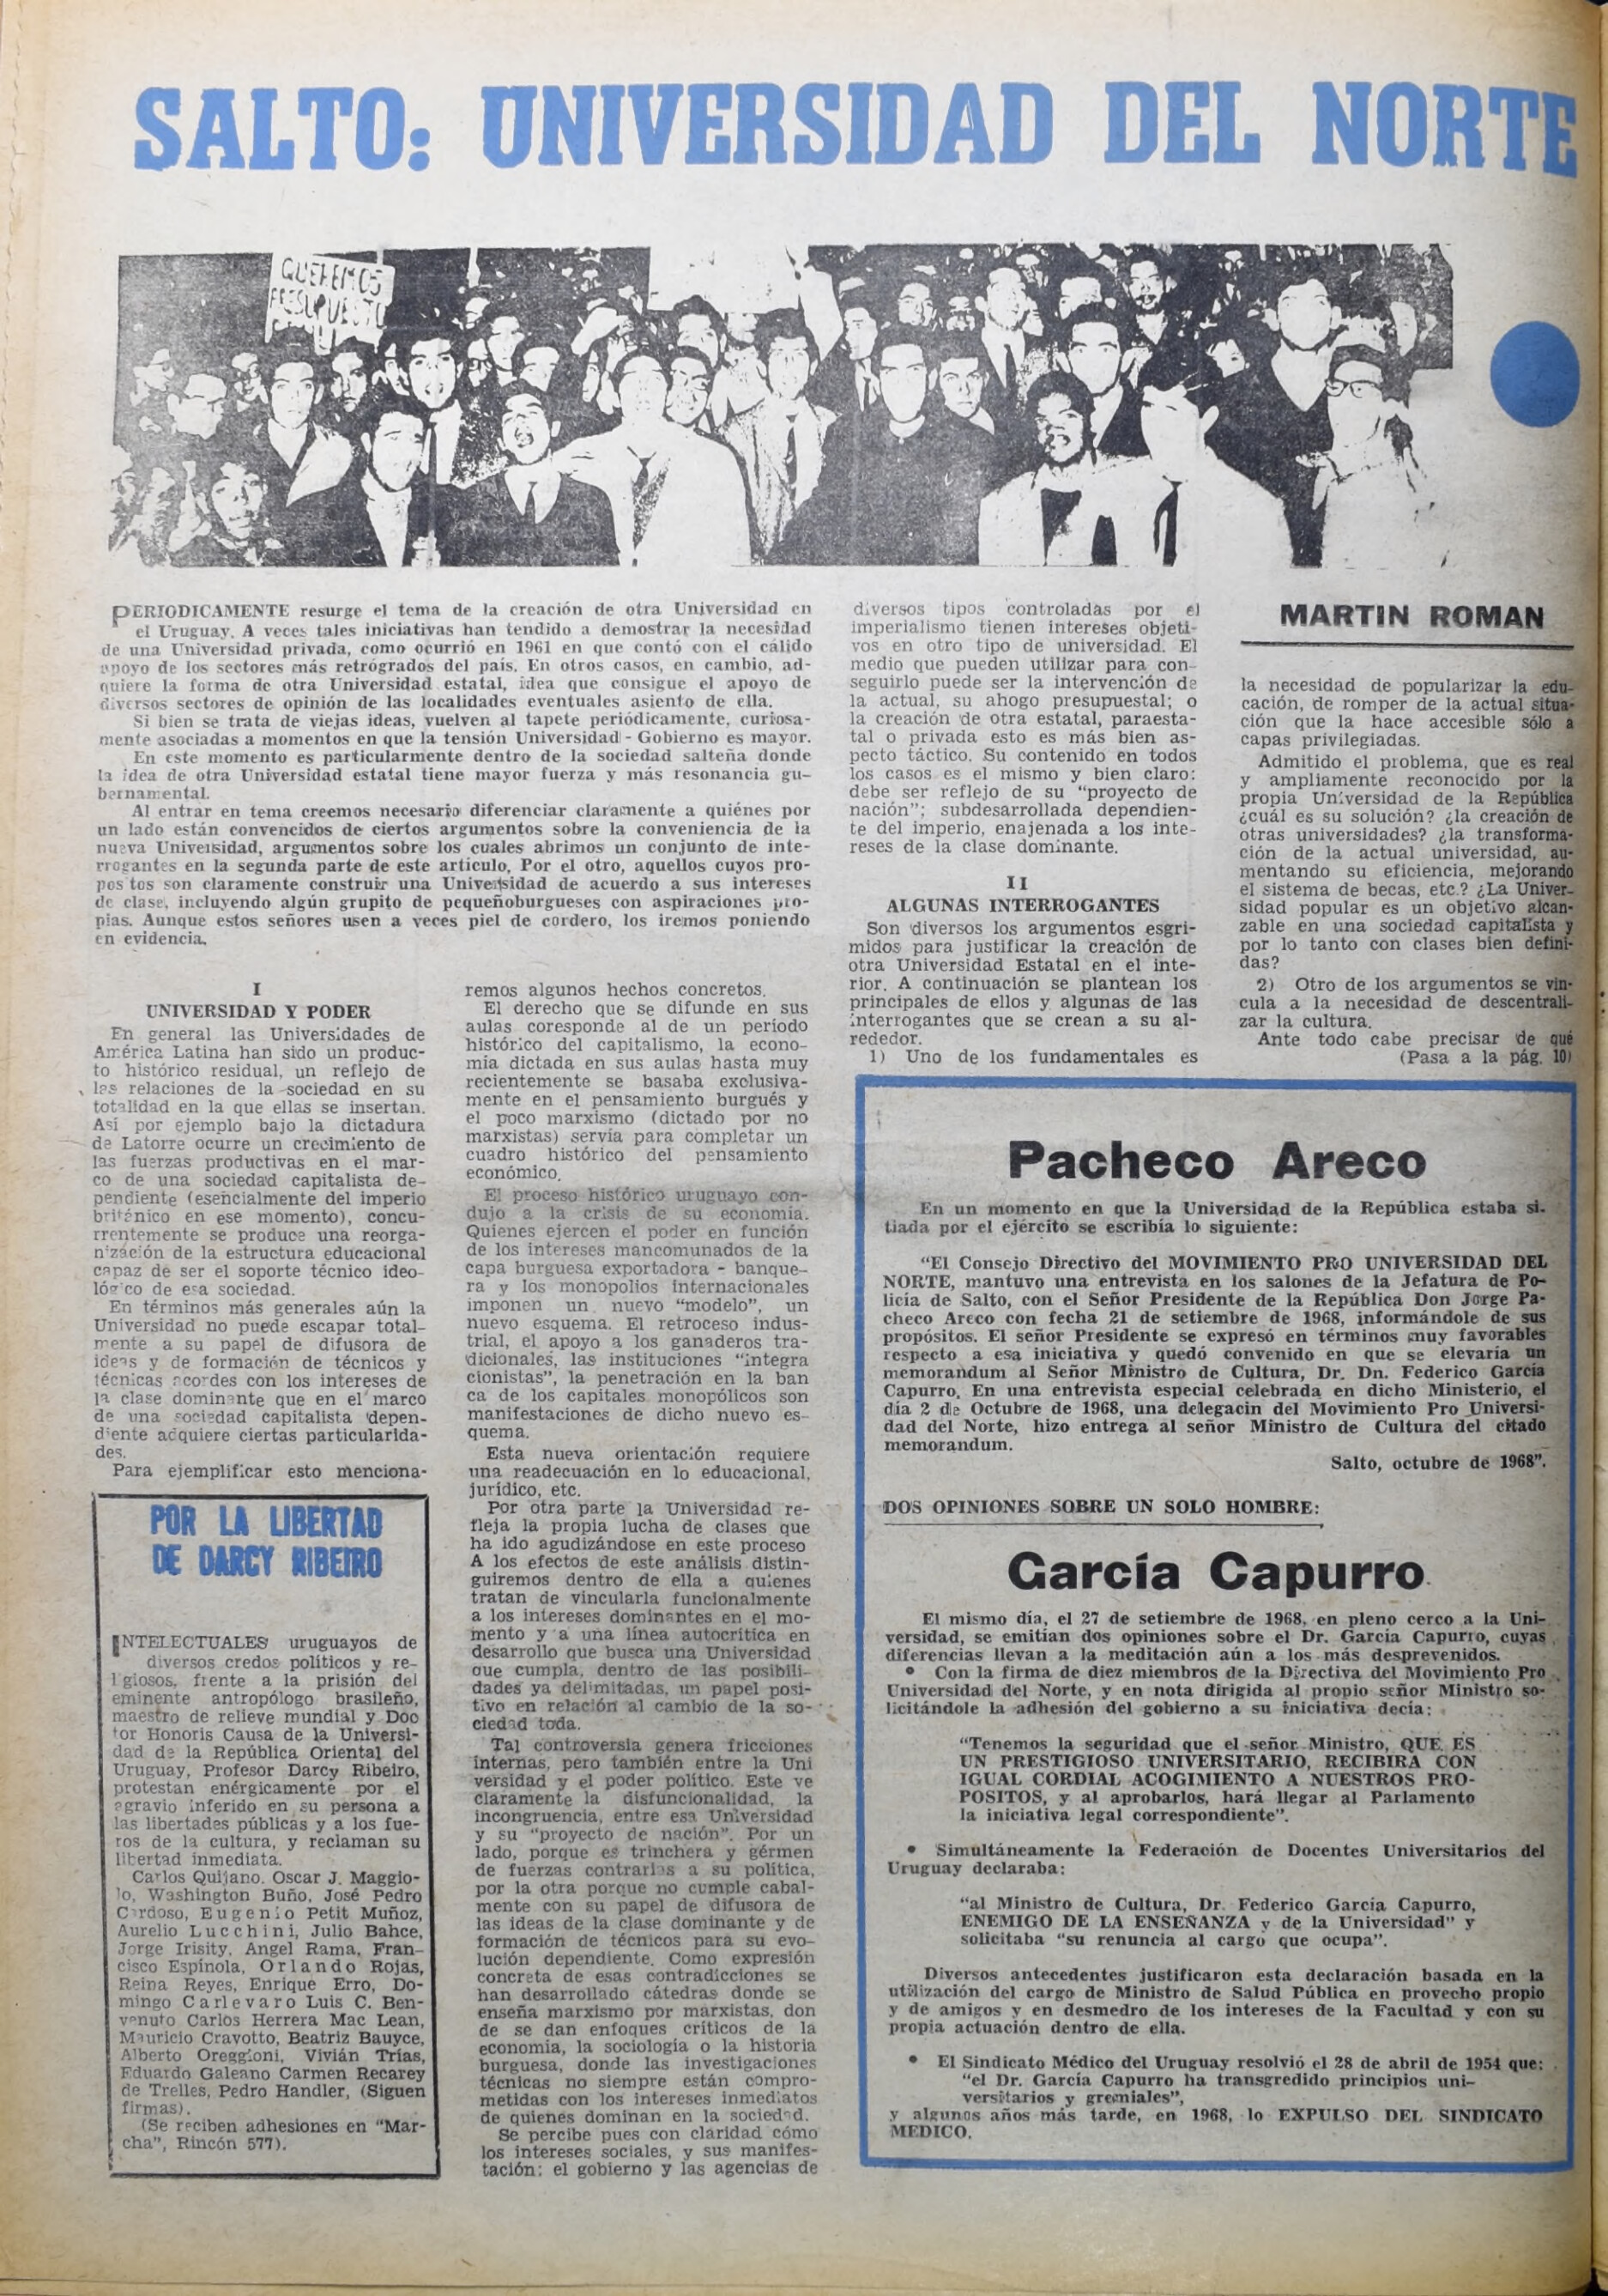 SALTO: UNIVERSIDAD DEL NORTE
QUEREMOS
PRESUPUESTO
PERIODICAMENTE resurge el tema de la creación de otra Universidad en
el Uruguay. A veces tales iniciativas han tendido a demostrar la necesidad
de una Universidad privada, como ocurrió en 1961 en que contó con el cálido
apoyo de los sectores más retrógrados del país. En otros casos, en cambio, ad-
quiere la forma de otra Universidad estatal, idea que consigue el apoyo de
diversos sectores de opinión de las localidades eventuales asiento de ella.
Si bien se trata de viejas ideas, vuelven al tapete periódicamente, curiosa-
mente asociadas a momentos en que la tensión Universidad - Gobierno es mayor.
En este momento es particularmente dentro de la sociedad salteña donde
la idea de otra Universidad estatal tiene mayor fuerza y más resonancia gu-
bernamental.
Al entrar en tema creemos necesario diferenciar claramente a quiénes por
un lado están convencidos de ciertos argumentos sobre la conveniencia de la
nueva Univensidad, argumentos sobre los cuales abrimos un conjunto de inte-
rrogantes en la segunda parte de este artículo. Por el otro, aquellos cuyos pro-
pos tos son claramente construir una Universidad de acuerdo a sus intereses
de clase, incluyendo algún grupito de pequeñoburgueses con aspiraciones pro-
pias. Aunque estos señores usen a veces piel de cordero, los iremos poniendo
en evidencia.
I
UNIVERSIDAD Y PODER
En general las Universidades de
América Latina han sido un produc-
to histórico residual, un reflejo de
las relaciones de la sociedad en su
totalidad en la que ellas se insertan.
Así por ejemplo bajo la dictadura
de Latorre ocurre un crecimiento de
las fuerzas productivas en el mar-
co de una sociedad capitalista de-
pendiente (esencialmente del imperio
británico en ese momento), concu-
rrentemente se produce una reorga-
nización de la estructura educacional
capaz de ser el soporte técnico ideo-
lógico de esa sociedad.
En términos más generales aún la
Universidad no puede escapar total-
mente a su papel de difusora de
ideas y de formación de técnicos y
técnicas acordes con los intereses de
la clase dominante que en el marco
de una sociedad capitalista depen-
diente adquiere ciertas particularida-
des.
Para ejemplificar esto menciona-
POR LA LIBERTAD
DE DARCY RIBEIRO
INTELECTUALES uruguayos de
diversos credos políticos y re-
ligiosos, frente a la prisión del
eminente antropólogo brasileño,
maestro de relieve mundial y Doc
tor Honoris Causa de la Universi-
dad de la República Oriental del
Uruguay, Profesor Darcy Ribeiro,
protestan enérgicamente por el
agravio inferido en su persona a
las libertades públicas y a los fue-
ros de la cultura, y reclaman su
libertad inmediata.
Carlos Quijano, Oscar J. Maggio-
lo, Washington Buño, José Pedro
Cardoso, Eugenio Petit Muñoz,
Aurelio Lucchini, Julio Bahce,
Jorge Irisity, Angel Rama, Fran-
cisco Espínola, Orlando Rojas,
Reina Reyes, Enrique Erro, Do-
mingo Carlevaro Luis C. Ben-
venuto Carlos Herrera Mac Lean,
Mauricio Cravotto, Beatriz Bauyce,
Alberto Oreggioni, Vivián Trías,
Eduardo Galeano Carmen Recarey
de Trelles, Pedro Handler, (Siguen
firmas).
(Se reciben adhesiones en "Mar-
cha", Rincón 577).
remos algunos hechos concretos.
El derecho que se difunde en sus
aulas coresponde al de un período
histórico del capitalismo, la econo-
mía dictada en sus aulas hasta muy
recientemente se basaba exclusiva-
mente en el pensamiento burgués y
el poco marxismo (dictado por no
marxistas) servía para completar un
cuadro histórico del pensamiento
económico.
El proceso histórico uruguayo con-
dujo a la crisis de su economía.
Quienes ejercen el poder en función
de los intereses mancomunados de la
capa burguesa exportadora - banque-
ra y los monopolios internacionales
imponen un nuevo "modelo", un
nuevo esquema. El retroceso indus-
trial, el apoyo a los ganaderos tra-
dicionales, las instituciones "integra
cionistas", la penetración en la ban
ca de los capitales monopólicos son
manifestaciones de dicho nuevo es-
quema.
Esta nueva orientación requiere
una readecuación en lo educacional,
jurídico, etc.
Por otra parte la Universidad re-
fleja la propia lucha de clases que
ha ido agudizándose en este proceso
A los efectos de este análisis distin-
guiremos dentro de ella a quienes
tratan de vincularla funcionalmente
a los intereses dominantes en el mo-
mento y a una línea autocrítica en
desarrollo que busca una Universidad
que cumpla, dentro de las posibili-
dades ya delimitadas, un papel posi-
tivo en relación al cambio de la so-
ciedad toda.
Tal controversia genera fricciones
internas, pero también entre la Uni
versidad y el poder político. Este ve
claramente la disfuncionalidad, la
incongruencia, entre esa Universidad
y su "proyecto de nación". Por un
lado, porque es trinchera y gérmen
de fuerzas contrarias a su política,
por la otra porque no cumple cabal-
mente con su papel de difusora de
las ideas de la clase dominante y de
formación de técnicos para su evo-
lución dependiente. Como expresión
concreta de esas contradicciones se
han desarrollado cátedras donde se
enseña marxismo por marxistas, don
de se dan enfoques críticos de la
economía, la sociología o la historia
burguesa, donde las investigaciones
técnicas no siempre están compro-
metidas con los intereses inmediatos
de quienes dominan en la sociedad.
Se percibe pues con claridad cómo
los intereses sociales, y sus manifes-
tación: el gobierno y las agencias de
diversos tipos controladas por el
imperialismo tienen intereses objeti-
vos en otro tipo de universidad. El
medio que pueden utilizar para con-
seguirlo puede ser la intervención de
la actual, su ahogo presupuestal; o
la creación de otra estatal, paraesta-
tal o privada esto es más bien as-
pecto táctico. Su contenido en todos
los casos es el mismo y bien claro:
debe ser reflejo de su "proyecto de
nación"; subdesarrollada dependien-
te del imperio, enajenada a los inte-
reses de la clase dominante.
II
ALGUNAS INTERROGANTES
Son diversos los argumentos esgri-
midos para justificar la creación de
otra Universidad Estatal en el inte-
rior. A continuación se plantean los
principales de ellos y algunas de las
interrogantes que se crean a su al-
rededor.
1) Uno de los fundamentales es
MARTIN ROMAN
la necesidad de popularizar la edu-
cación, de romper de la actual situa-
ción que la hace accesible sólo a
capas privilegiadas.
Admitido el problema, que es real
y ampliamente reconocido por la
propia Universidad de la República
¿cuál es su solución? ¿la creación de
otras universidades? ¿la transforma-
ción de la actual universidad, au-
mentando su eficiencia, mejorando
el sistema de becas, etc.? ¿La Univer-
sidad popular es un objetivo alcan-
zable en una sociedad capitalista y
por lo tanto con clases bien defini-
das?
2) Otro de los argumentos se vin-
cula a la necesidad de descentrali-
zar la cultura.
Ante todo cabe precisar de qué
(Pasa a la pág. 10)
Pacheco Areco
En un momento en que la Universidad de la República estaba si-
tiada por el ejército se escribía lo siguiente:
"El Consejo Directivo del MOVIMIENTO PRO UNIVERSIDAD DEL
NORTE, mantuvo una entrevista en los salones de la Jefatura de Po-
licía de Salto, con el Señor Presidente de la República Don Jorge Pa-
checo Areco con fecha 21 de setiembre de 1968, informándole de sus
propósitos. El señor Presidente se expresó en términos muy favorables
respecto a esa iniciativa y quedó convenido en que se elevaría un
memorandum al Señor Ministro de Cultura, Dr. Dn. Federico García
Capurro. En una entrevista especial celebrada en dicho Ministerio, el
día 2 de Octubre de 1968, una delegacin del Movimiento Pro Universi-
dad del Norte, hizo entrega al señor Ministro de Cultura del citado
memorandum.
Salto, octubre de 1968".
DOS OPINIONES SOBRE UN SOLO HOMBRE:
García Capurro
El mismo día, el 27 de setiembre de 1968, en pleno cerco a la Uni-
versidad, se emitían dos opiniones sobre el Dr. García Capurro, cuyas
diferencias llevan a la meditación aún a los más desprevenidos.
• Con la firma de diez miembros de la Directiva del Movimiento Pro
Universidad del Norte, y en nota dirigida al propio señor Ministro so-
licitándole la adhesión del gobierno a su iniciativa decía:
"Tenemos la seguridad que el señor Ministro, QUE ES
UN PRESTIGIOSO UNIVERSITARIO, RECIBIRA CON
IGUAL CORDIAL ACOGIMIENTO A NUESTROS PRO-
POSITOS, y al aprobarlos, hará llegar al Parlamento
la iniciativa legal correspondiente".
• Simultáneamente la Federación de Docentes Universitarios del
Uruguay declaraba:
"al Ministro de Cultura, Dr. Federico García Capurro,
ENEMIGO DE LA ENSEÑANZA y de la Universidad" y
solicitaba "su renuncia al cargo que ocupa".
Diversos antecedentes justificaron esta declaración basada en la
utilización del cargo de Ministro de Salud Pública en provecho propio
y de amigos y en desmedro de los intereses de la Facultad y con su
propia actuación dentro de ella.
• El Sindicato Médico del Uruguay resolvió el 28 de abril de 1954 que:
"el Dr. García Capurro ha transgredido principios uni-
versitarios y gremiales",
y algunos años más tarde, en 1968, lo EXPULSO DEL SINDICATO
MEDICO.